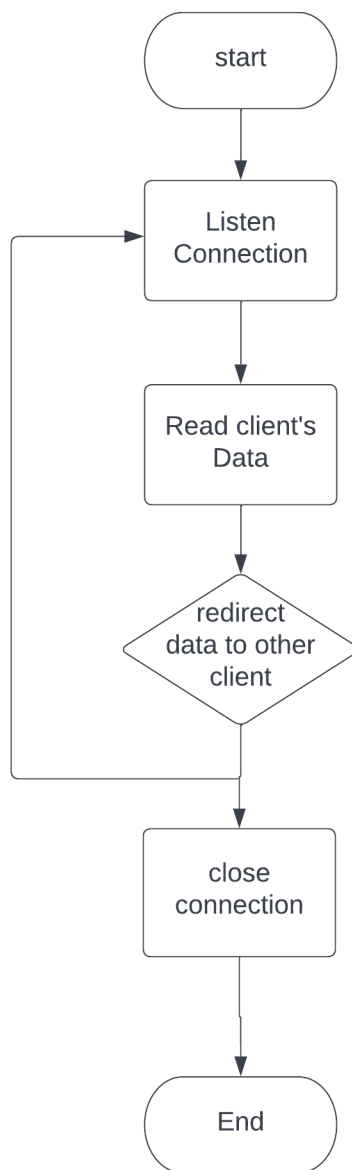 start
Listen
Connection
Read client's
Data
redirect
data to other
client
close
connection
End